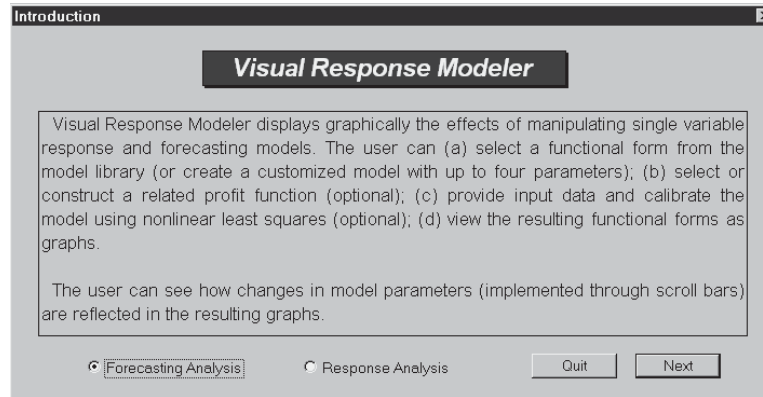 Introduction
Visual Response Modeler
Visual Response Modeler displays graphically the effects of manipulating single variable
response and forecasting models. The user can (a) select a functional form from the
model library (or create a customized model with up to four parameters); (b) select or
construct a related profit function (optional); (c) provide input data and calibrate the
model using nonlinear least squares (optional); (d) view the resulting functional forms as
graphs.
The user can see how changes in model parameters (implemented through scroll bars)
are reflected in the resulting graphs.
Forecasting Analysis
Response Analysis
Quit
Next